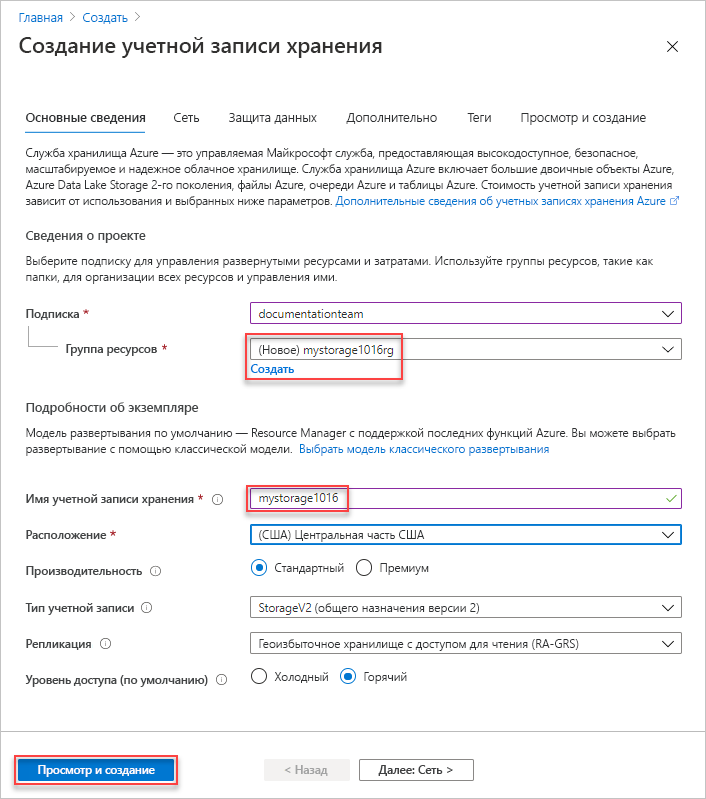 Главная > Создать >
Создание учетной записи хранения
Основные сведения Сеть Защита данных Дополнительно Теги Просмотр и создание
Служба хранилища Azure — это управляемая Майкрософт служба, предоставляющая высокодоступное, безопасное,
масштабируемое и надежное облачное хранилище. Служба хранилища Azure включает большие двоичные объекты Azure,
Azure Data Lake Storage 2-го поколения, файлы Azure, очереди Azure и таблицы Azure. Стоимость учетной записи хранения
зависит от использования и выбранных ниже параметров. Дополнительные сведения об учетных записях хранения Azure
Сведения о проекте
Выберите подписку для управления развернутыми ресурсами и затратами. Используйте группы ресурсов, такие как
папки, для организации всех ресурсов и управления ими.
Подписка * documentationteam
Группа ресурсов * (Новое) mystorage1016rg
Создать
Подробности об экземпляре
Модель развертывания по умолчанию — Resource Manager с поддержкой последних функций Azure. Вы можете выбрать
развертывание с помощью классической модели. Выбрать модель классического развертывания
Имя учетной записи хранения * mystorage1016
Расположение * (США) Центральная часть США
Производительность Стандартный Премиум
Тип учетной записи StorageV2 (общего назначения версии 2)
Репликация Геоизбыточное хранилище с доступом для чтения (RA-GRS)
Уровень доступа (по умолчанию) Холодный Горячий
Просмотр и создание < Назад Далее: Сеть >